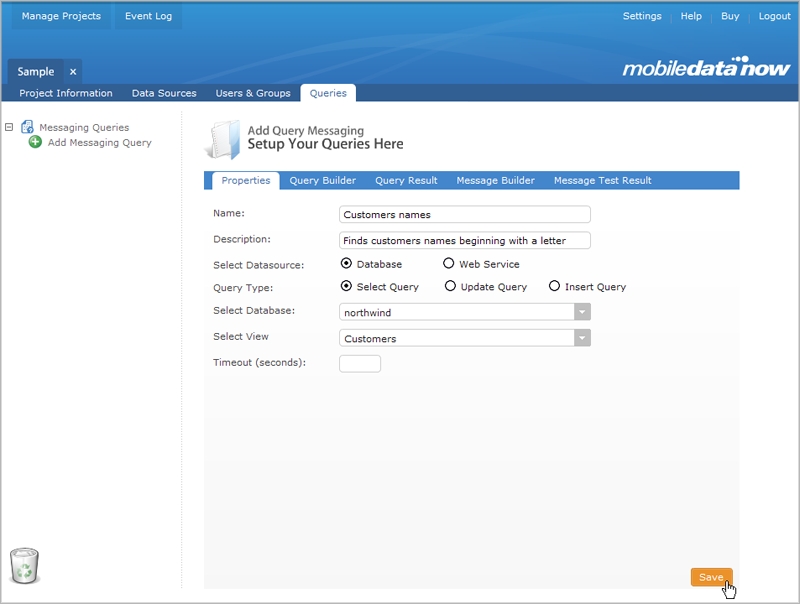 Manage Projects Event Log Settings Help Buy Logout
Sample x
mobiledatanow
Project Information Data Sources Users & Groups Queries
Messaging Queries
Add Messaging Query
Add Query Messaging
Setup Your Queries Here
Properties Query Builder Query Result Message Builder Message Test Result
Name: Customers names
Description: Finds customers names beginning with a letter
Select Datasource: Database Web Service
Query Type: Select Query Update Query Insert Query
Select Database: northwind
Select View Customers
Timeout (seconds):
Save